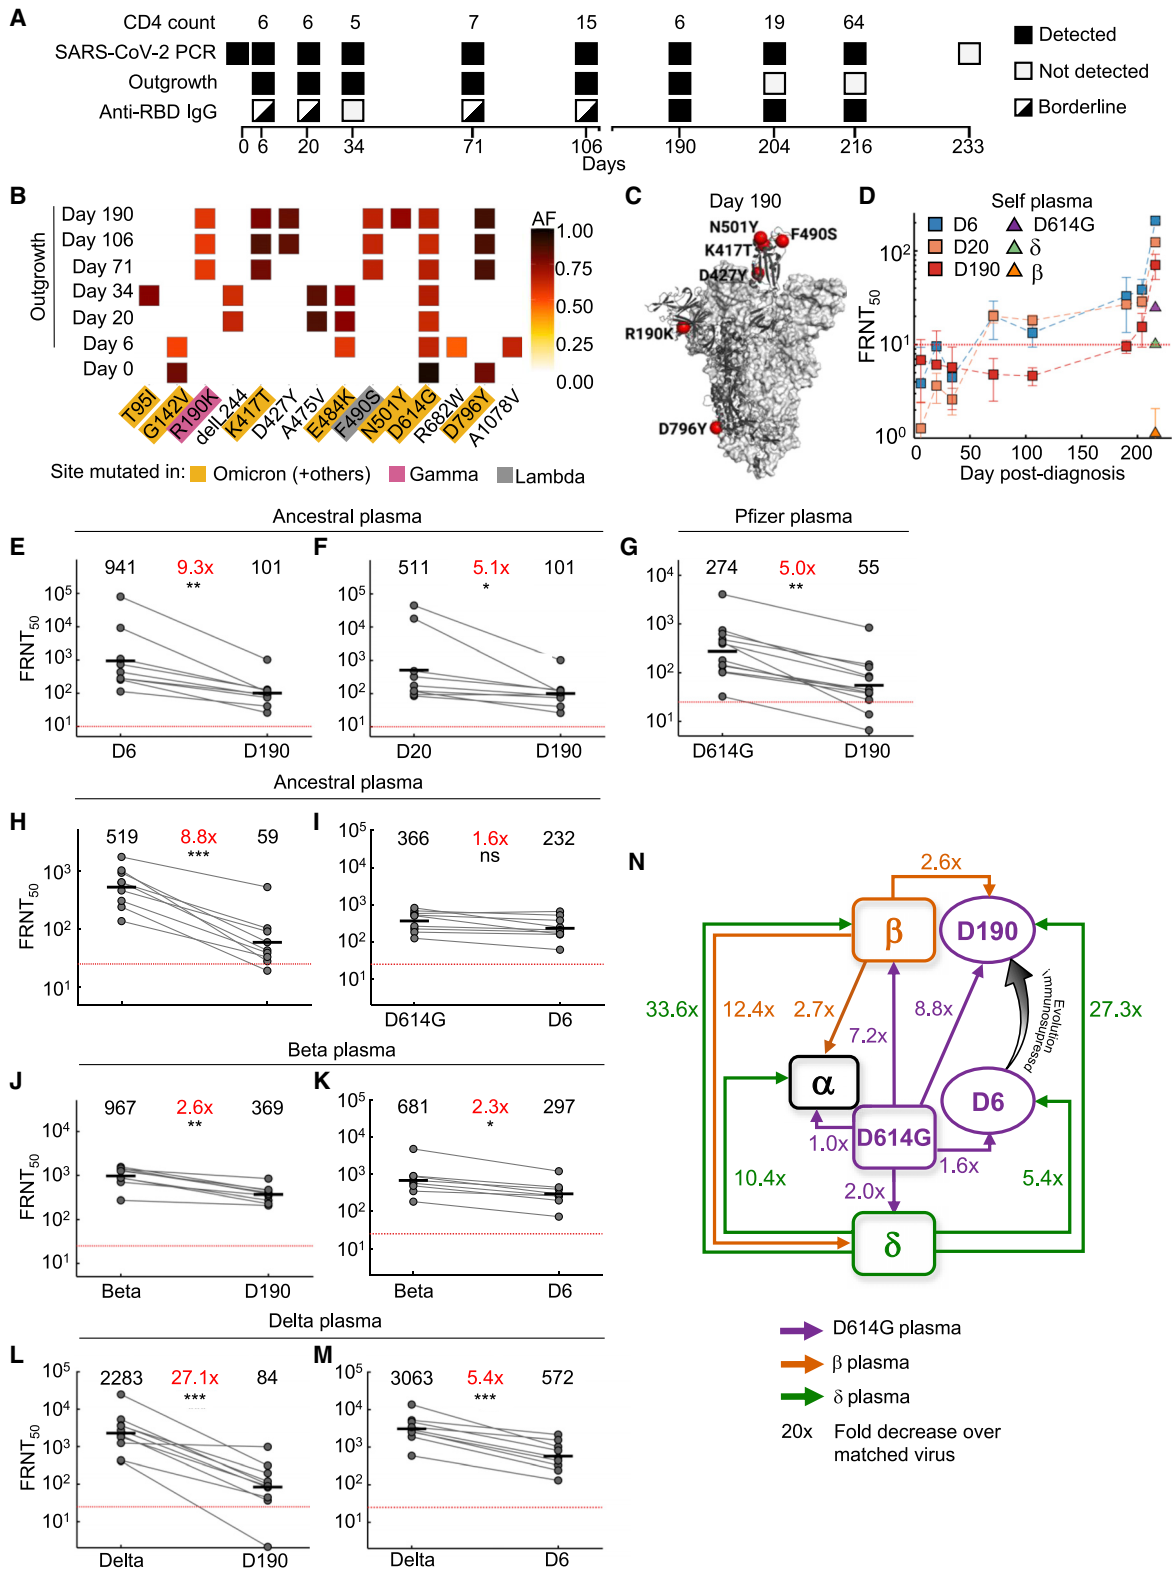 A
CD4 count 6 6 5 7 15 6 19 64
SARS-CoV-2 PCR
Outgrowth
Anti-RBD IgG
Detected
Not detected
Borderline
0 6 20 34 71 106 190 204 216 233
Days
B
Outgrowth
Day 190
Day 106
Day 71
Day 34
Day 20
Day 6
Day 0
T95I G142V R190K delL244 K417T D427Y A475V E484K F490S N501Y D614G R682W D796Y A1078V
AF
1.00
0.75
0.50
0.25
0.00
Site mutated in: Omicron (+others) Gamma Lambda
C
Day 190
N501Y
F490S
K417T
D427Y
R190K
D796Y
D
Self plasma
D6 D614G
D20 δ
D190 β
FRNT50
10²
10¹
10⁰
0 50 100 150 200
Day post-diagnosis
Ancestral plasma
E
941 9.3x 101
**
FRNT50
10⁵
10⁴
10³
10²
10¹
D6 D190
F
511 5.1x 101
*
10⁵
10⁴
10³
10²
10¹
D20 D190
Pfizer plasma
G
274 5.0x 55
**
10⁴
10³
10²
10¹
D614G D190
Ancestral plasma
H
519 8.8x 59
***
FRNT50
10³
10²
10¹
I
366 1.6x 232
ns
10⁵
10⁴
10³
10²
10¹
D614G D6
Beta plasma
J
967 2.6x 369
**
FRNT50
10⁴
10³
10²
10¹
Beta D190
K
681 2.3x 297
*
10⁵
10⁴
10³
10²
10¹
Beta D6
Delta plasma
L
2283 27.1x 84
***
FRNT50
10⁵
10⁴
10³
10²
10¹
Delta D190
M
3063 5.4x 572
***
10⁵
10⁴
10³
10²
10¹
Delta D6
N
2.6x
β
D190
33.6x
12.4x
2.7x
7.2x
8.8x
27.3x
Evolution
α
D6
D614G
1.0x
1.6x
10.4x
2.0x
5.4x
δ
D614G plasma
β plasma
δ plasma
20x Fold decrease over
matched virus